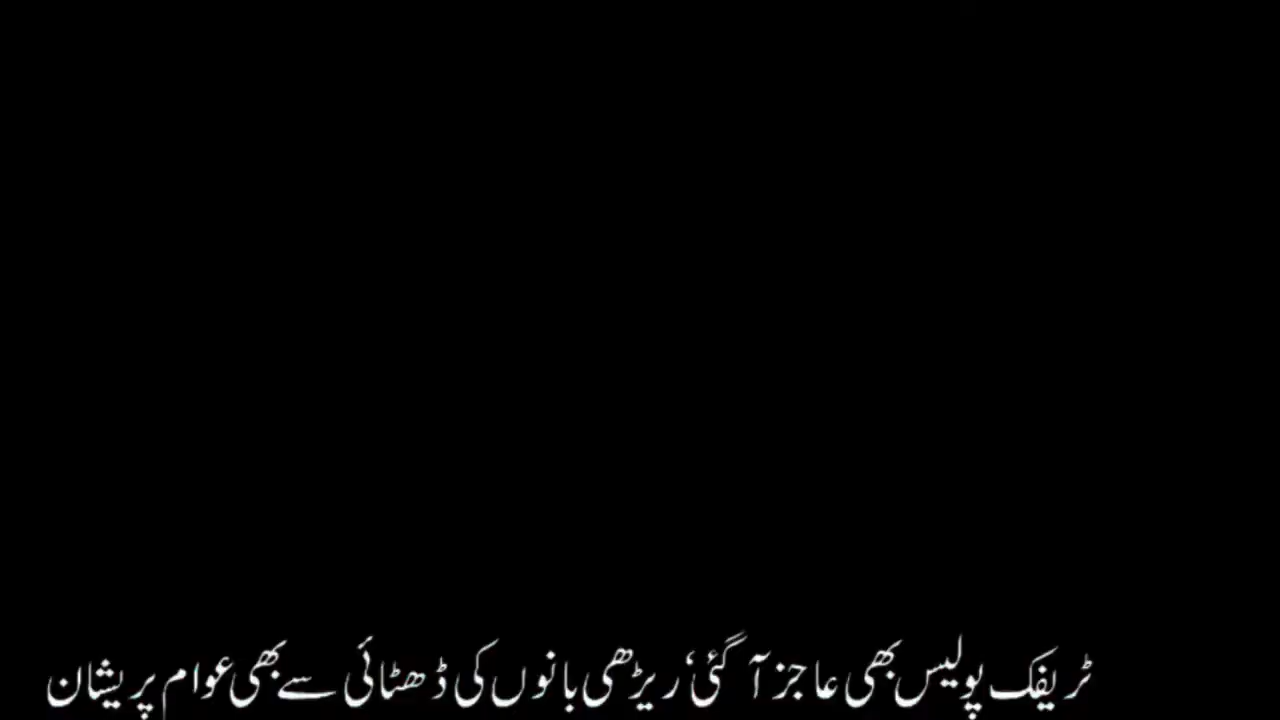 ٹریفک پولیس بھی عاجز آ گئی‘ ریڑھی بانوں کی ڈھٹائی سے بھی عوام پریشان